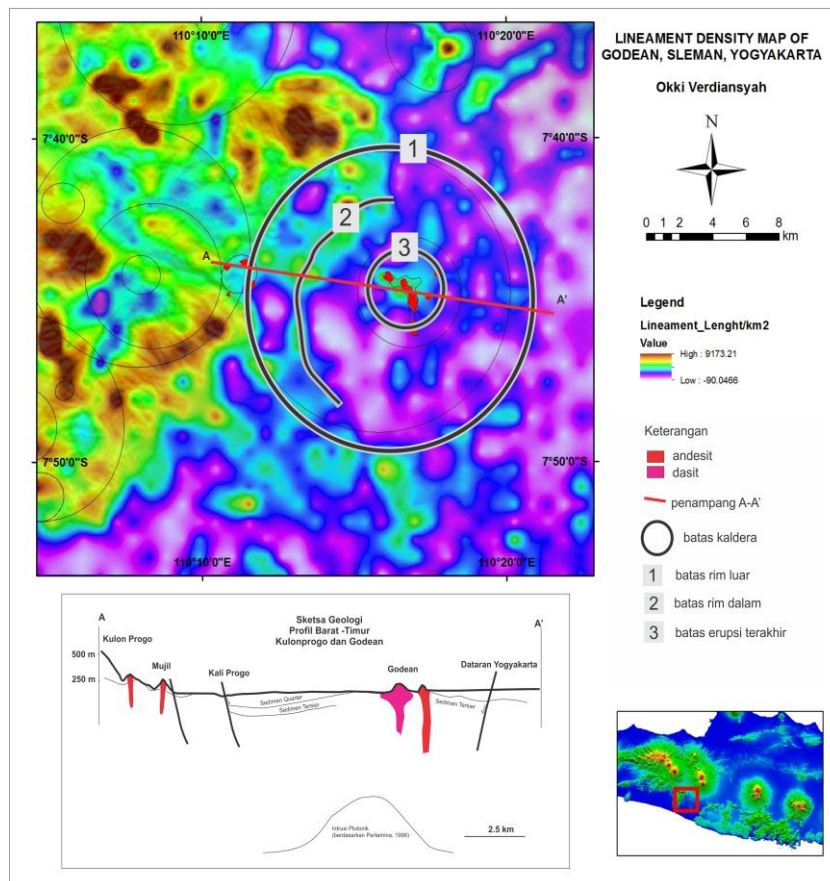 LINEAMENT DENSITY MAP OF
GODEAN, SLEMAN, YOGYAKARTA
Okki Verdiansyah
N
0 1 2 4 6 8
km
Legend
Lineament_Lenght/km2
Value
High : 9173.21
Low : -90.0466
Keterangan
andesit
dasit
penampang A-A'
batas kaldera
1 batas rim luar
2 batas rim dalam
3 batas erupsi terakhir
110°10'0"E
110°20'0"E
7°40'0"S
7°40'0"S
1
2
3
A
A'
7°50'0"S
7°50'0"S
110°10'0"E
110°20'0"E
A
A'
Sketsa Geologi
Profil Barat -Timur
Kulonprogo dan Godean
Kulon Progo
500 m
250 m
Mujil
Kali Progo
Godean
Dataran Yogyakarta
Sedimen Quarter
Sedimen Tersier
Sedimen Tersier
Intrusi Plutonik
(berdasarkan Pertamina, 1998)
2.5 km